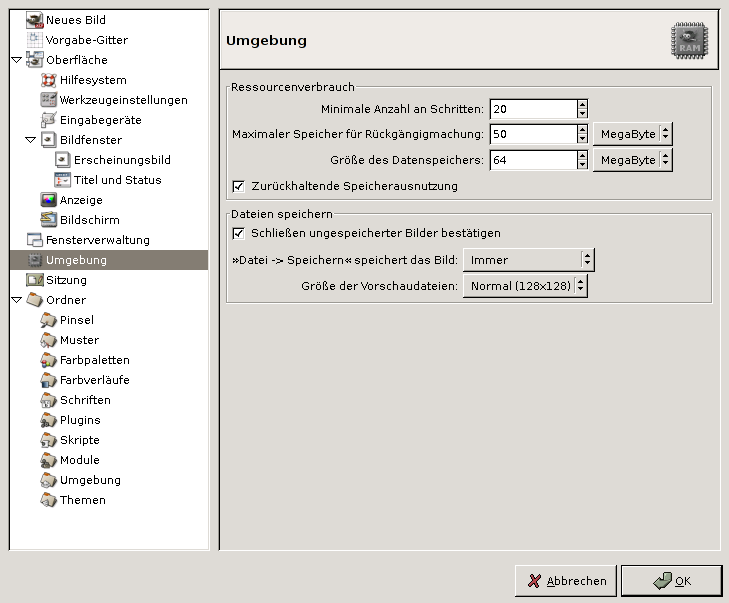 Neues Bild
Vorgabe-Gitter
Oberfläche
Hilfesystem
Werkzeugeinstellungen
Eingabegeräte
Bildfenster
Erscheinungsbild
Titel und Status
Anzeige
Bildschirm
Fensterverwaltung
Umgebung
Sitzung
Ordner
Pinsel
Muster
Farbpaletten
Farbverläufe
Schriften
Plugins
Skripte
Module
Umgebung
Themen
Umgebung
RAM
Ressourcenverbrauch
Minimale Anzahl an Schritten: 20
Maximaler Speicher für Rückgängigmachung: 50 MegaByte
Größe des Datenspeichers: 64 MegaByte
Zurückhaltende Speicherausnutzung
Dateien speichern
Schließen ungespeicherter Bilder bestätigen
»Datei -> Speichern« speichert das Bild: Immer
Größe der Vorschaudateien: Normal (128x128)
Abbrechen OK